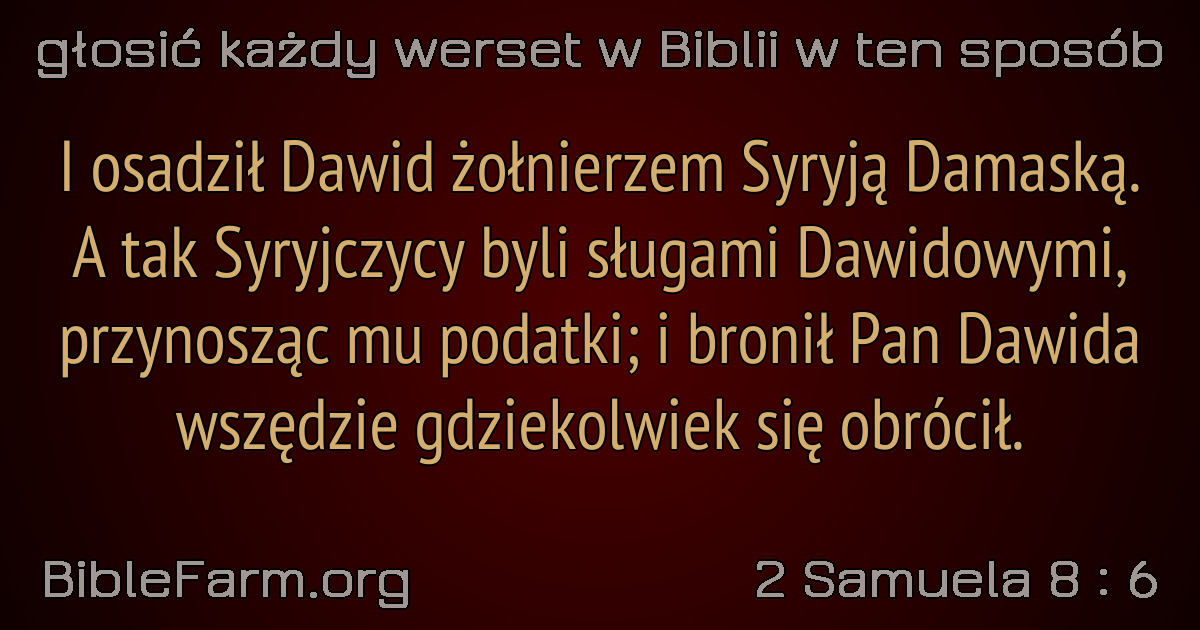 głosić każdy werset w Biblii w ten sposób
I osadził Dawid żołnierzem Syryją Damaską.
A tak Syryjczycy byli sługami Dawidowymi,
przynosząc mu podatki; i bronił Pan Dawida
wszędzie gdziekolwiek się obrócił.
BibleFarm.org
2 Samuela 8 : 6